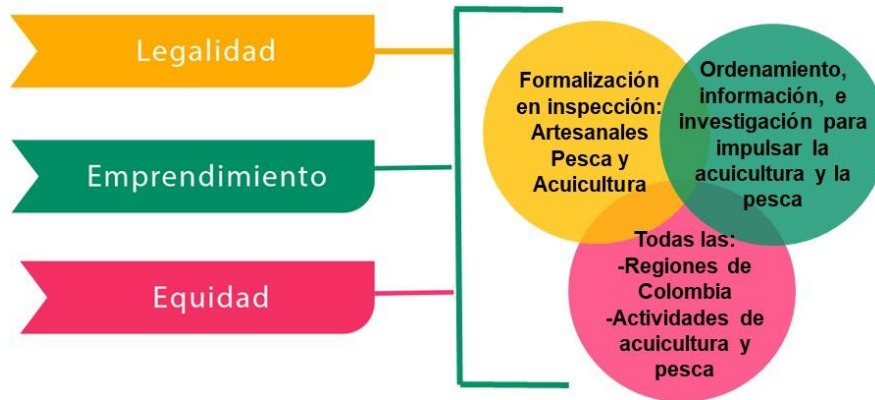 Legalidad
Emprendimiento
Equidad
Formalización
en inspección:
Artesanales
Pesca y
Acuicultura
Ordenamiento,
información, e
investigación para
impulsar la
acuicultura y la
pesca
Todas las:
-Regiones de
Colombia
-Actividades de
acuicultura y
pesca